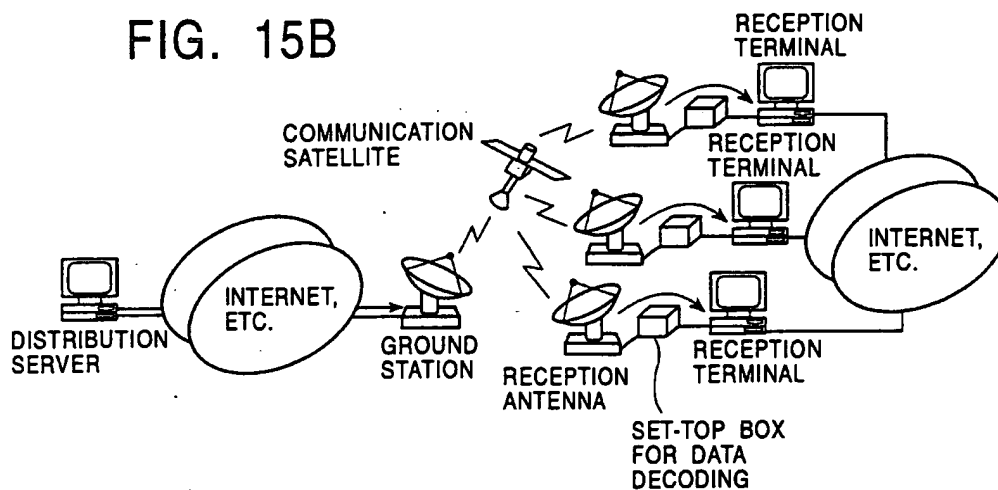 FIG. 15B
RECEPTION
TERMINAL
COMMUNICATION
SATELLITE
RECEPTION
TERMINAL
INTERNET,
ETC.
INTERNET,
ETC.
DISTRIBUTION
SERVER
GROUND
STATION
RECEPTION
ANTENNA
RECEPTION
TERMINAL
SET-TOP BOX
FOR DATA
DECODING